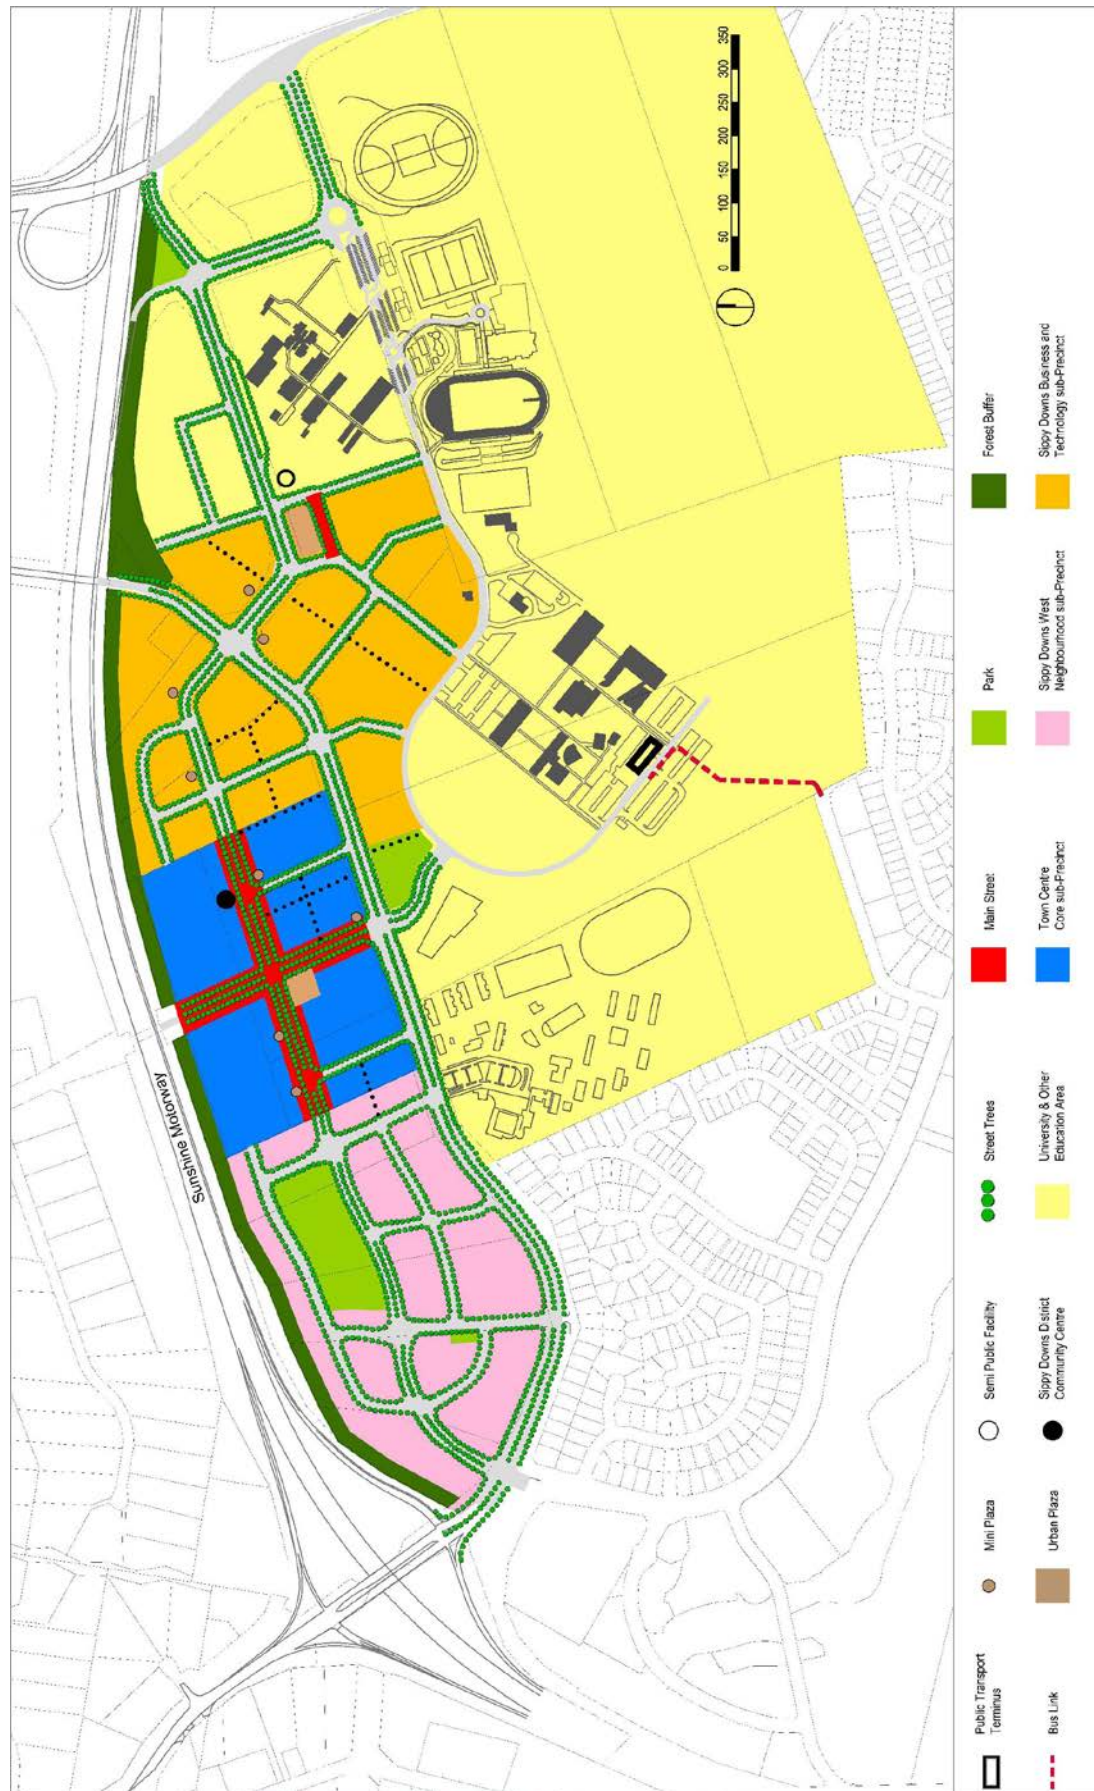 Sunshine Motorway
0 50 100 150 200 250 300 350
Public Transport
Terminus
Mini Plaza
Semi Public Facility
Street Trees
Main Street
Park
Forest Buffer
Bus Link
Urban Plaza
Sippy Downs District
Community Centre
University & Other
Education Area
Town Centre
Core sub-Precinct
Sippy Downs West
Neighbourhood sub-Precinct
Sippy Downs Business and
Technology sub-Precinct